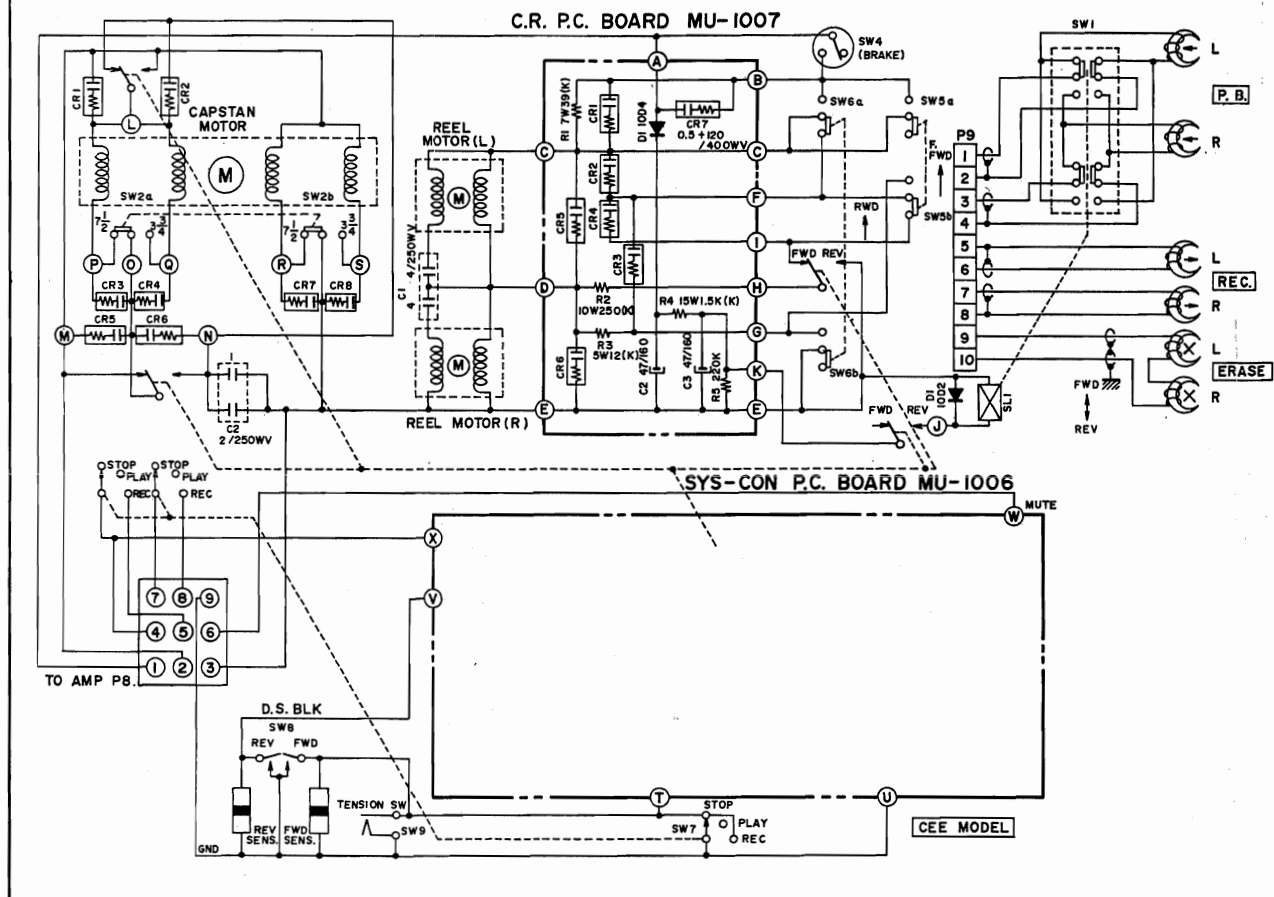 C.R. P.C. BOARD MU-1007
SW4
(BRAKE)
SW1
L
P. B.
R
CR1
CR2
L
CAPSTAN
MOTOR
M
SW2a
SW2b
7 1/2
3 3/4
7 1/2
3 3/4
P
O
Q
R
S
CR3
CR4
CR7
CR8
CR5
CR6
M
N
1
C2
2/250WV
REEL
MOTOR(L)
M
4/250WV
C1
4
M
REEL MOTOR(R)
A
B
C
C
F
I
D
H
G
K
E
E
R1 7W39(K)
CR1
D1 10D4
CR7
0.5+120
/400WV
CR2
CR4
CR5
CR3
R2
10W250(K)
R4 15W1.5K(K)
R3
5W12(K)
CR6
C2 47/160
C3 47/160
R5 220K
SW6a
SW5a
F.
FWD
RWD
SW5b
FWD REV
SW6b
P9
1
2
3
4
5
6
7
8
9
10
L
REC.
R
L
ERASE
R
FWD
REV
D1
10D2
SL1
FWD
REV
J
STOP
PLAY
REC
STOP
PLAY
REC
SYS-CON P.C. BOARD MU-1006
W
MUTE
X
V
7
8
9
4
5
6
1
2
3
TO AMP P8.
D.S. BLK
SW8
REV
FWD
REV
SENS.
FWD
SENS.
GND
TENSION SW
SW9
T
U
STOP
PLAY
SW7
REC
CEE MODEL